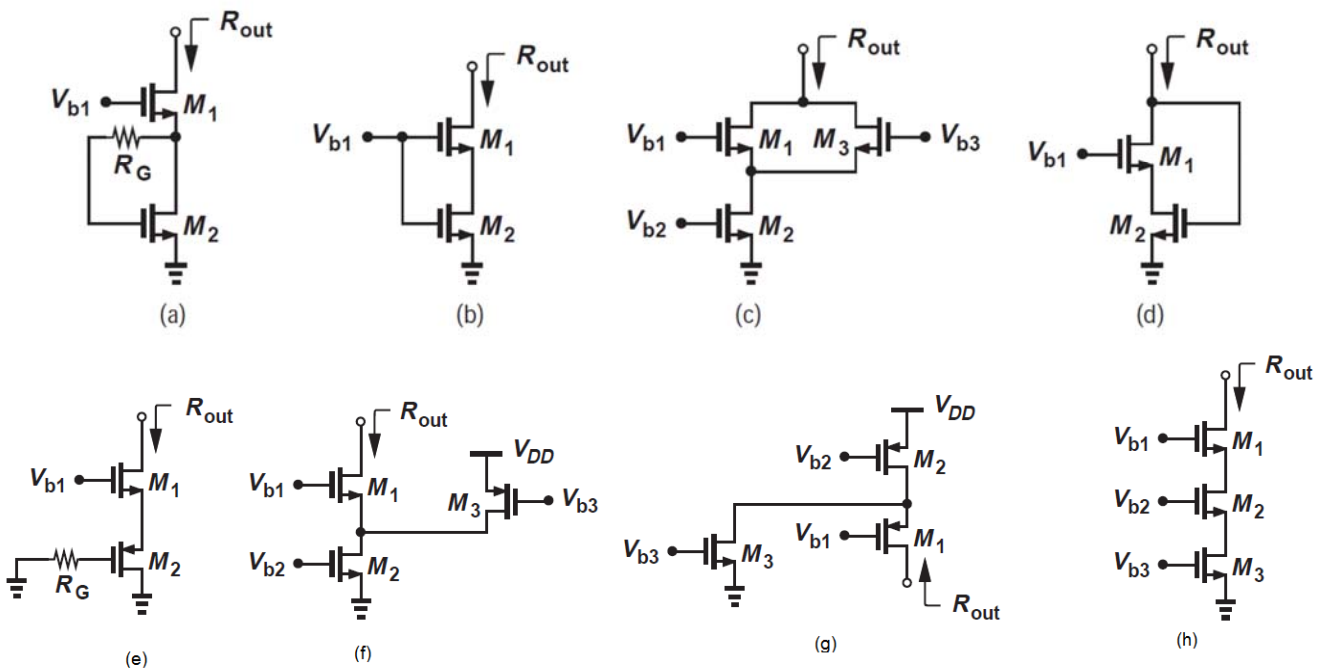 R_out
V_b1
M_1
R_G
M_2
(a)
R_out
V_b1
M_1
M_2
(b)
R_out
V_b1
M_1
M_3
V_b3
V_b2
M_2
(c)
R_out
V_b1
M_1
M_2
(d)
R_out
V_b1
M_1
R_G
M_2
(e)
R_out
V_b1
M_1
V_DD
M_3
V_b3
V_b2
M_2
(f)
V_DD
V_b2
M_2
V_b1
M_1
V_b3
M_3
R_out
(g)
R_out
V_b1
M_1
V_b2
M_2
V_b3
M_3
(h)